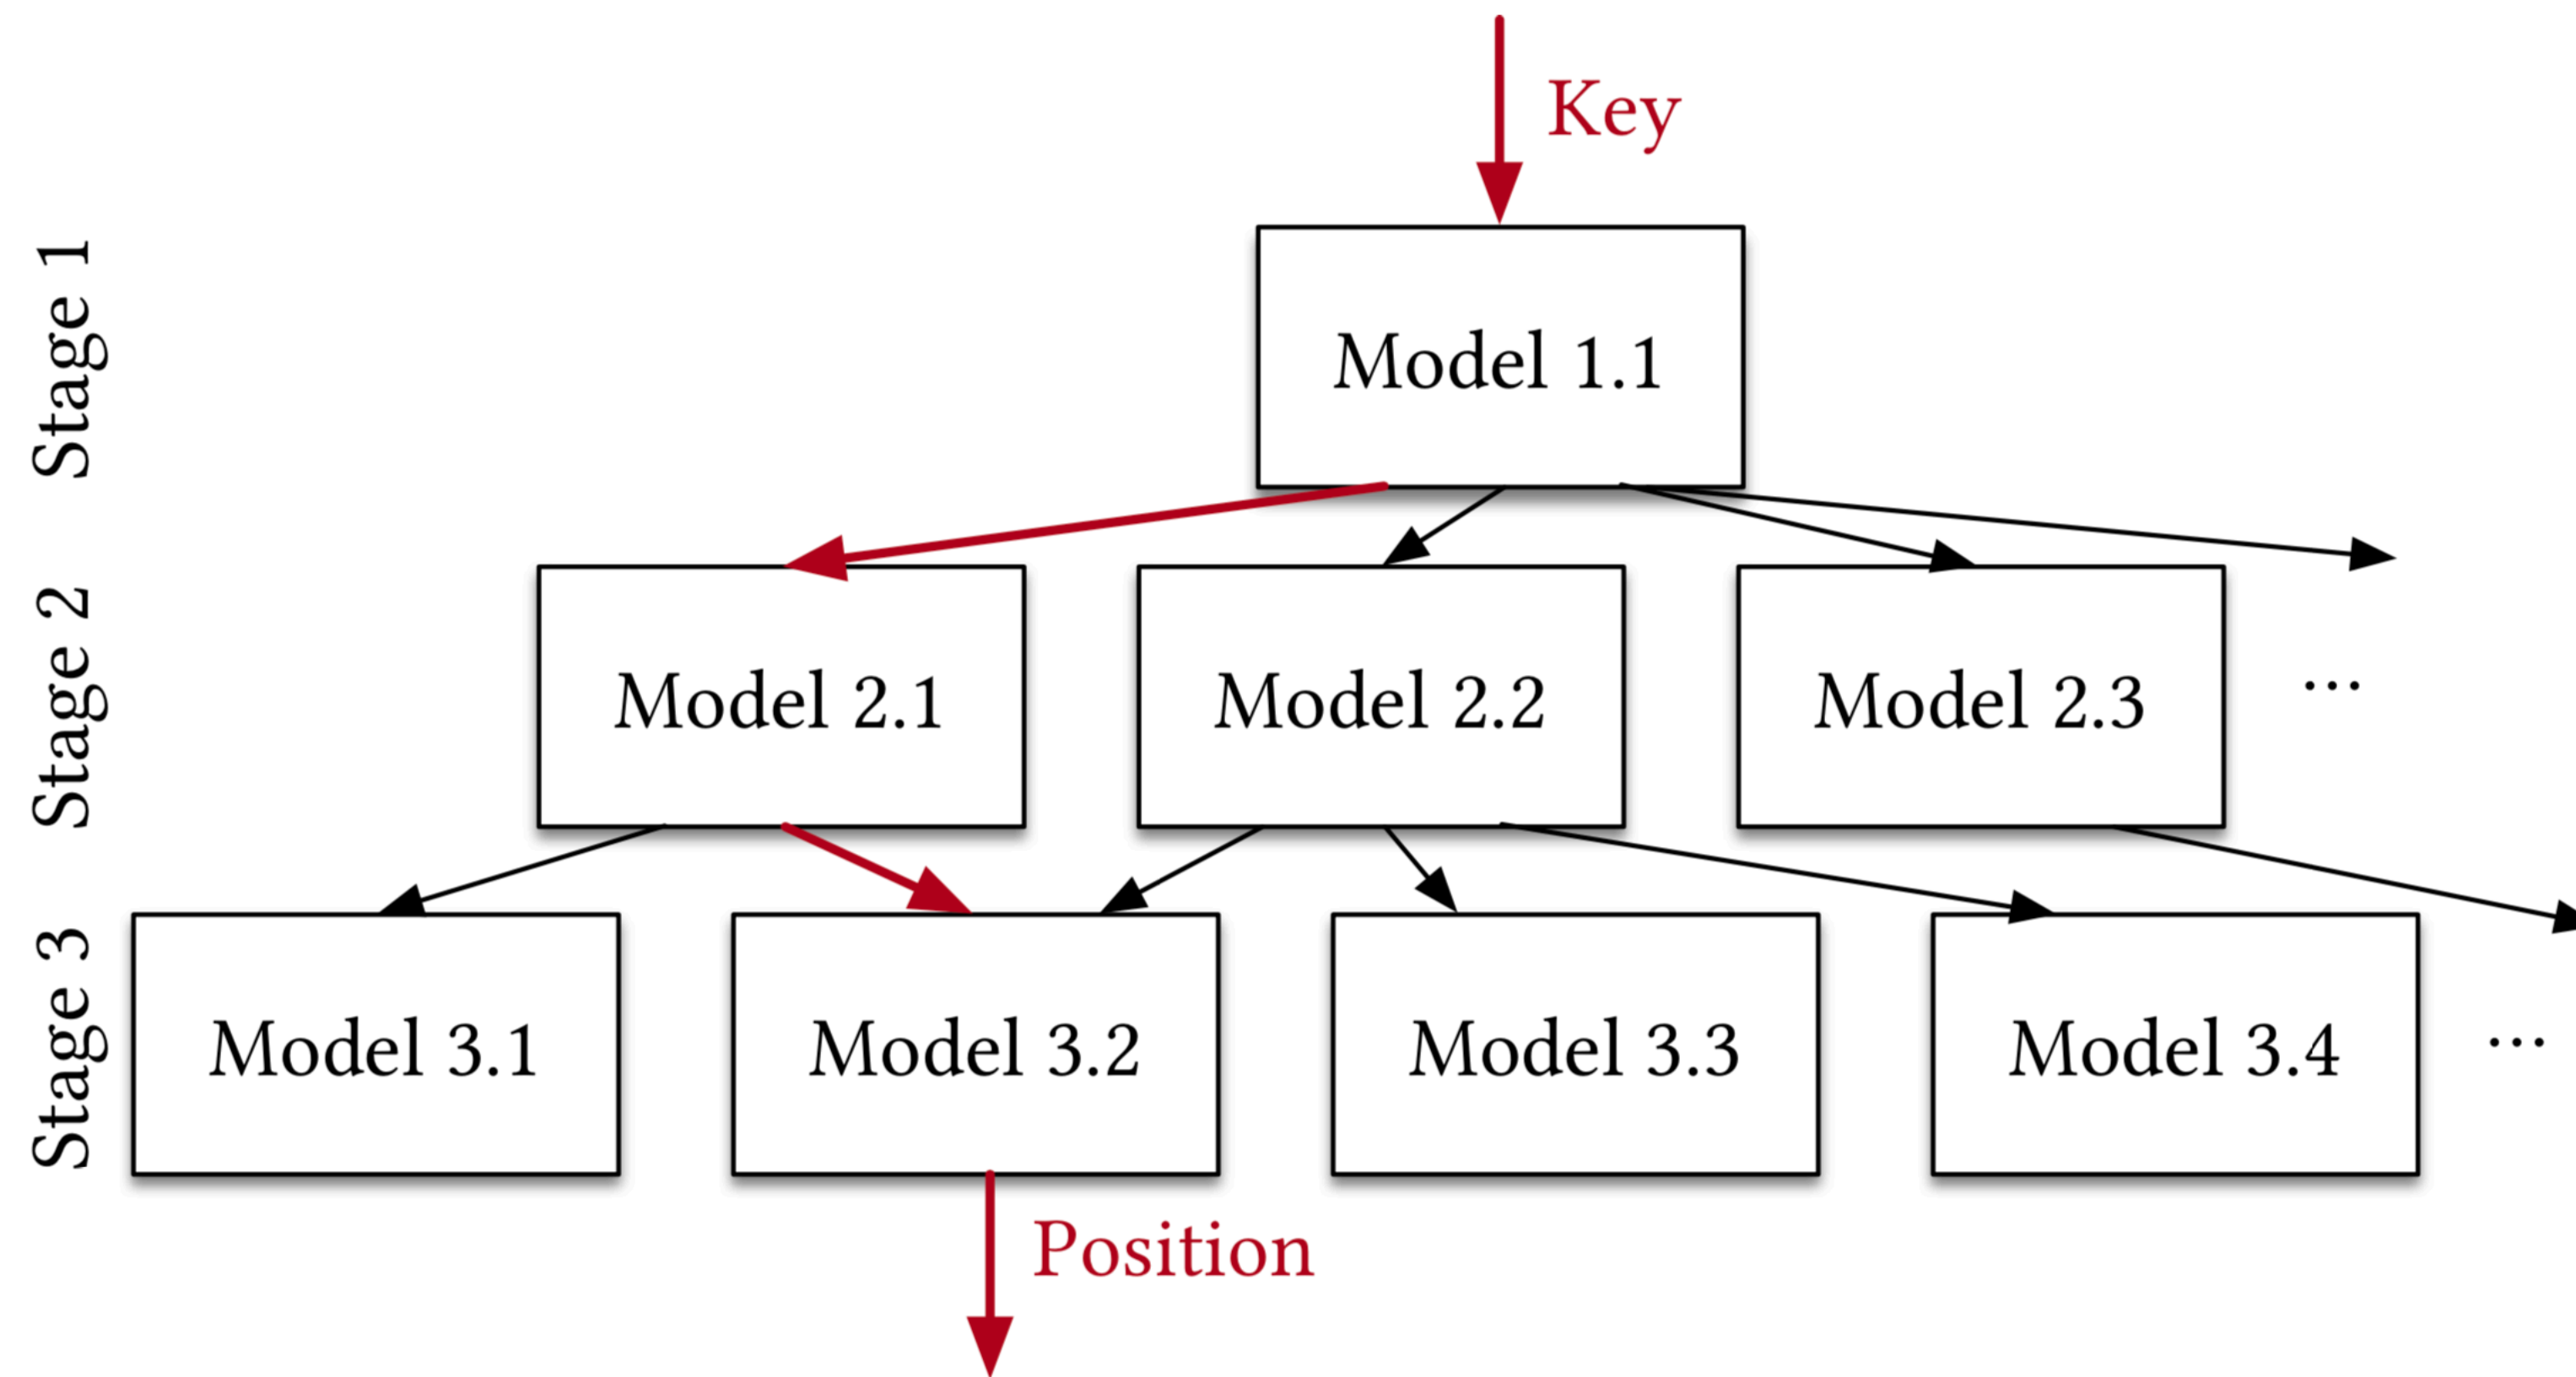 Key
Stage 1
Model 1.1
Stage 2
Model 2.1
Model 2.2
Model 2.3
...
Stage 3
Model 3.1
Model 3.2
Model 3.3
Model 3.4
...
Position